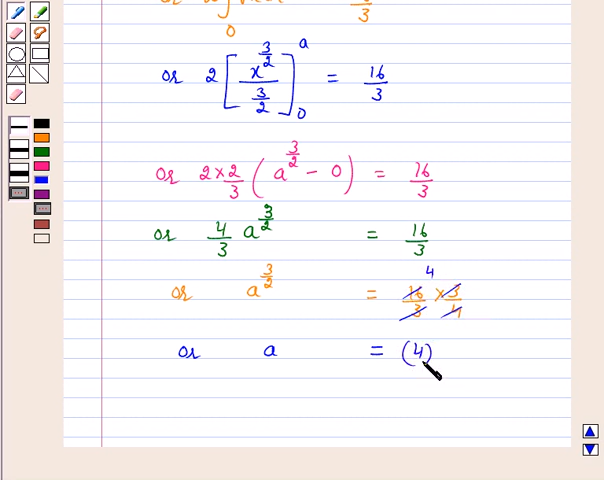 or 2 [ x^(3/2) / (3/2) ]₀ᵃ = 16/3
or 2×2/3 ( a^(3/2) - 0 ) = 16/3
or 4/3 a^(3/2) = 16/3
or a^(3/2) = 16/3 × 3/4 4
or a = (4)